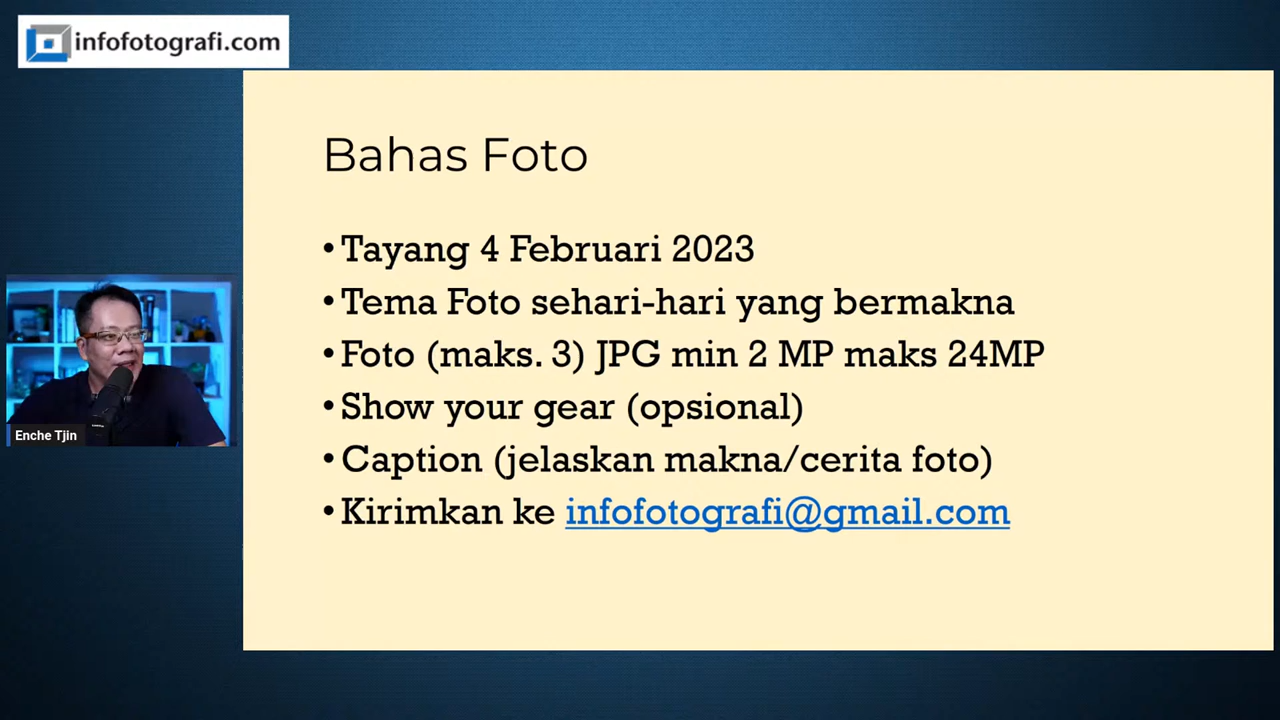 infofotografi.com
Bahas Foto
•Tayang 4 Februari 2023
•Tema Foto sehari-hari yang bermakna
•Foto (maks. 3) JPG min 2 MP maks 24MP
•Show your gear (opsional)
•Caption (jelaskan makna/cerita foto)
•Kirimkan ke infofotografi@gmail.com
Enche Tjin